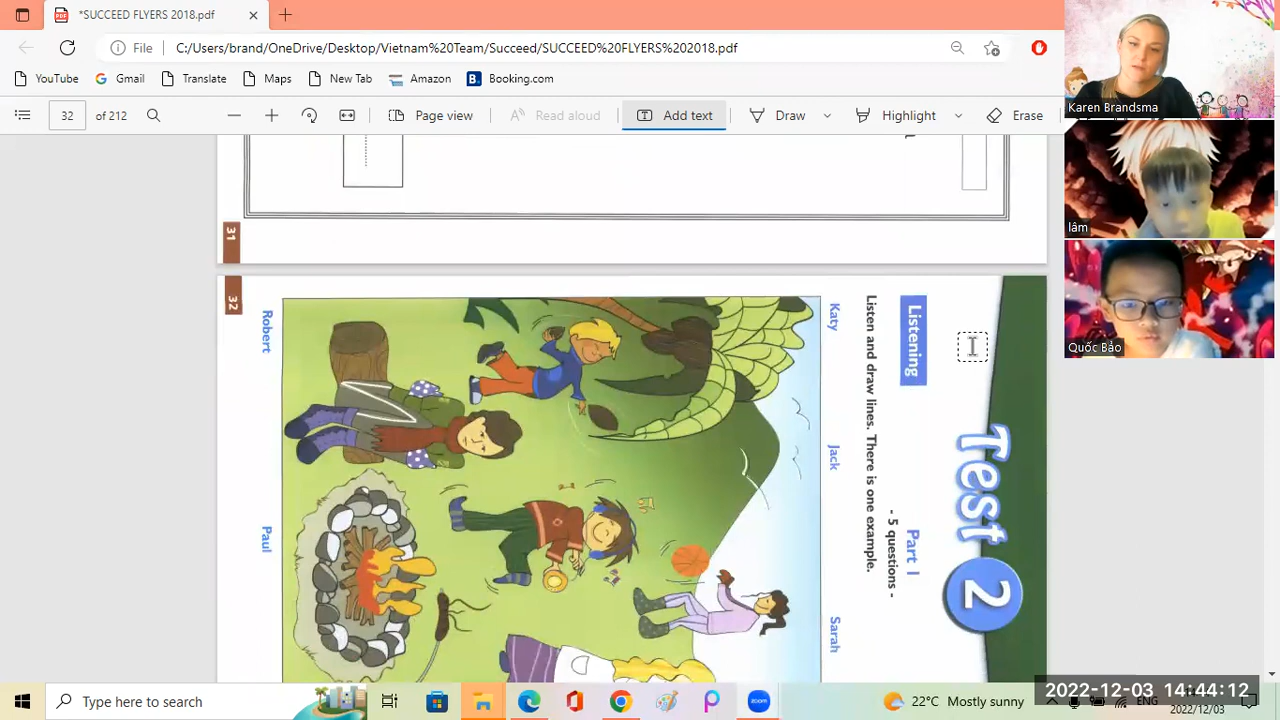 *SUCCEED FLYERS 2018.pdf
File
C:/Users/brand/OneDrive/Desktop/Vietnam%20Team/Succeed/SUCCEED%20FLYERS%202018.pdf
YouTube Gmail Translate Maps New Tab Amazon B. Booking.com
32 of 212
Page view
Read aloud
Add text
Draw
Highlight
Erase
31
32
Test 2
Listening
Part 1
- 5 questions -
Listen and draw lines. There is one example.
Katy Jack Sarah
Robert Paul
Karen Brandsma
lâm
Quốc Bảo
Type here to search
zoom
22°C Mostly sunny
ENG
2022-12-03 14:44:12
2022/12/03